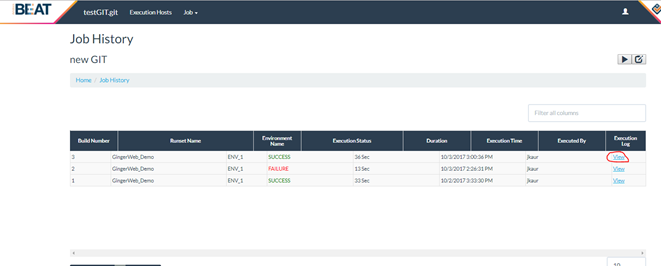 BEAT
testGIT.git Execution Hosts Job
Job History
new GIT
Home / Job History
Filter all columns
Build Number Runset Name Environment Name Execution Status Duration Execution Time Executed By Execution Log
3 GingerWeb_Demo ENV_1 SUCCESS 36 Sec 10/3/2017 3:00:36 PM jkaur View
2 GingerWeb_Demo ENV_1 FAILURE 13 Sec 10/3/2017 2:26:31 PM jkaur View
1 GingerWeb_Demo ENV_1 SUCCESS 33 Sec 10/2/2017 3:33:30 PM jkaur View
10